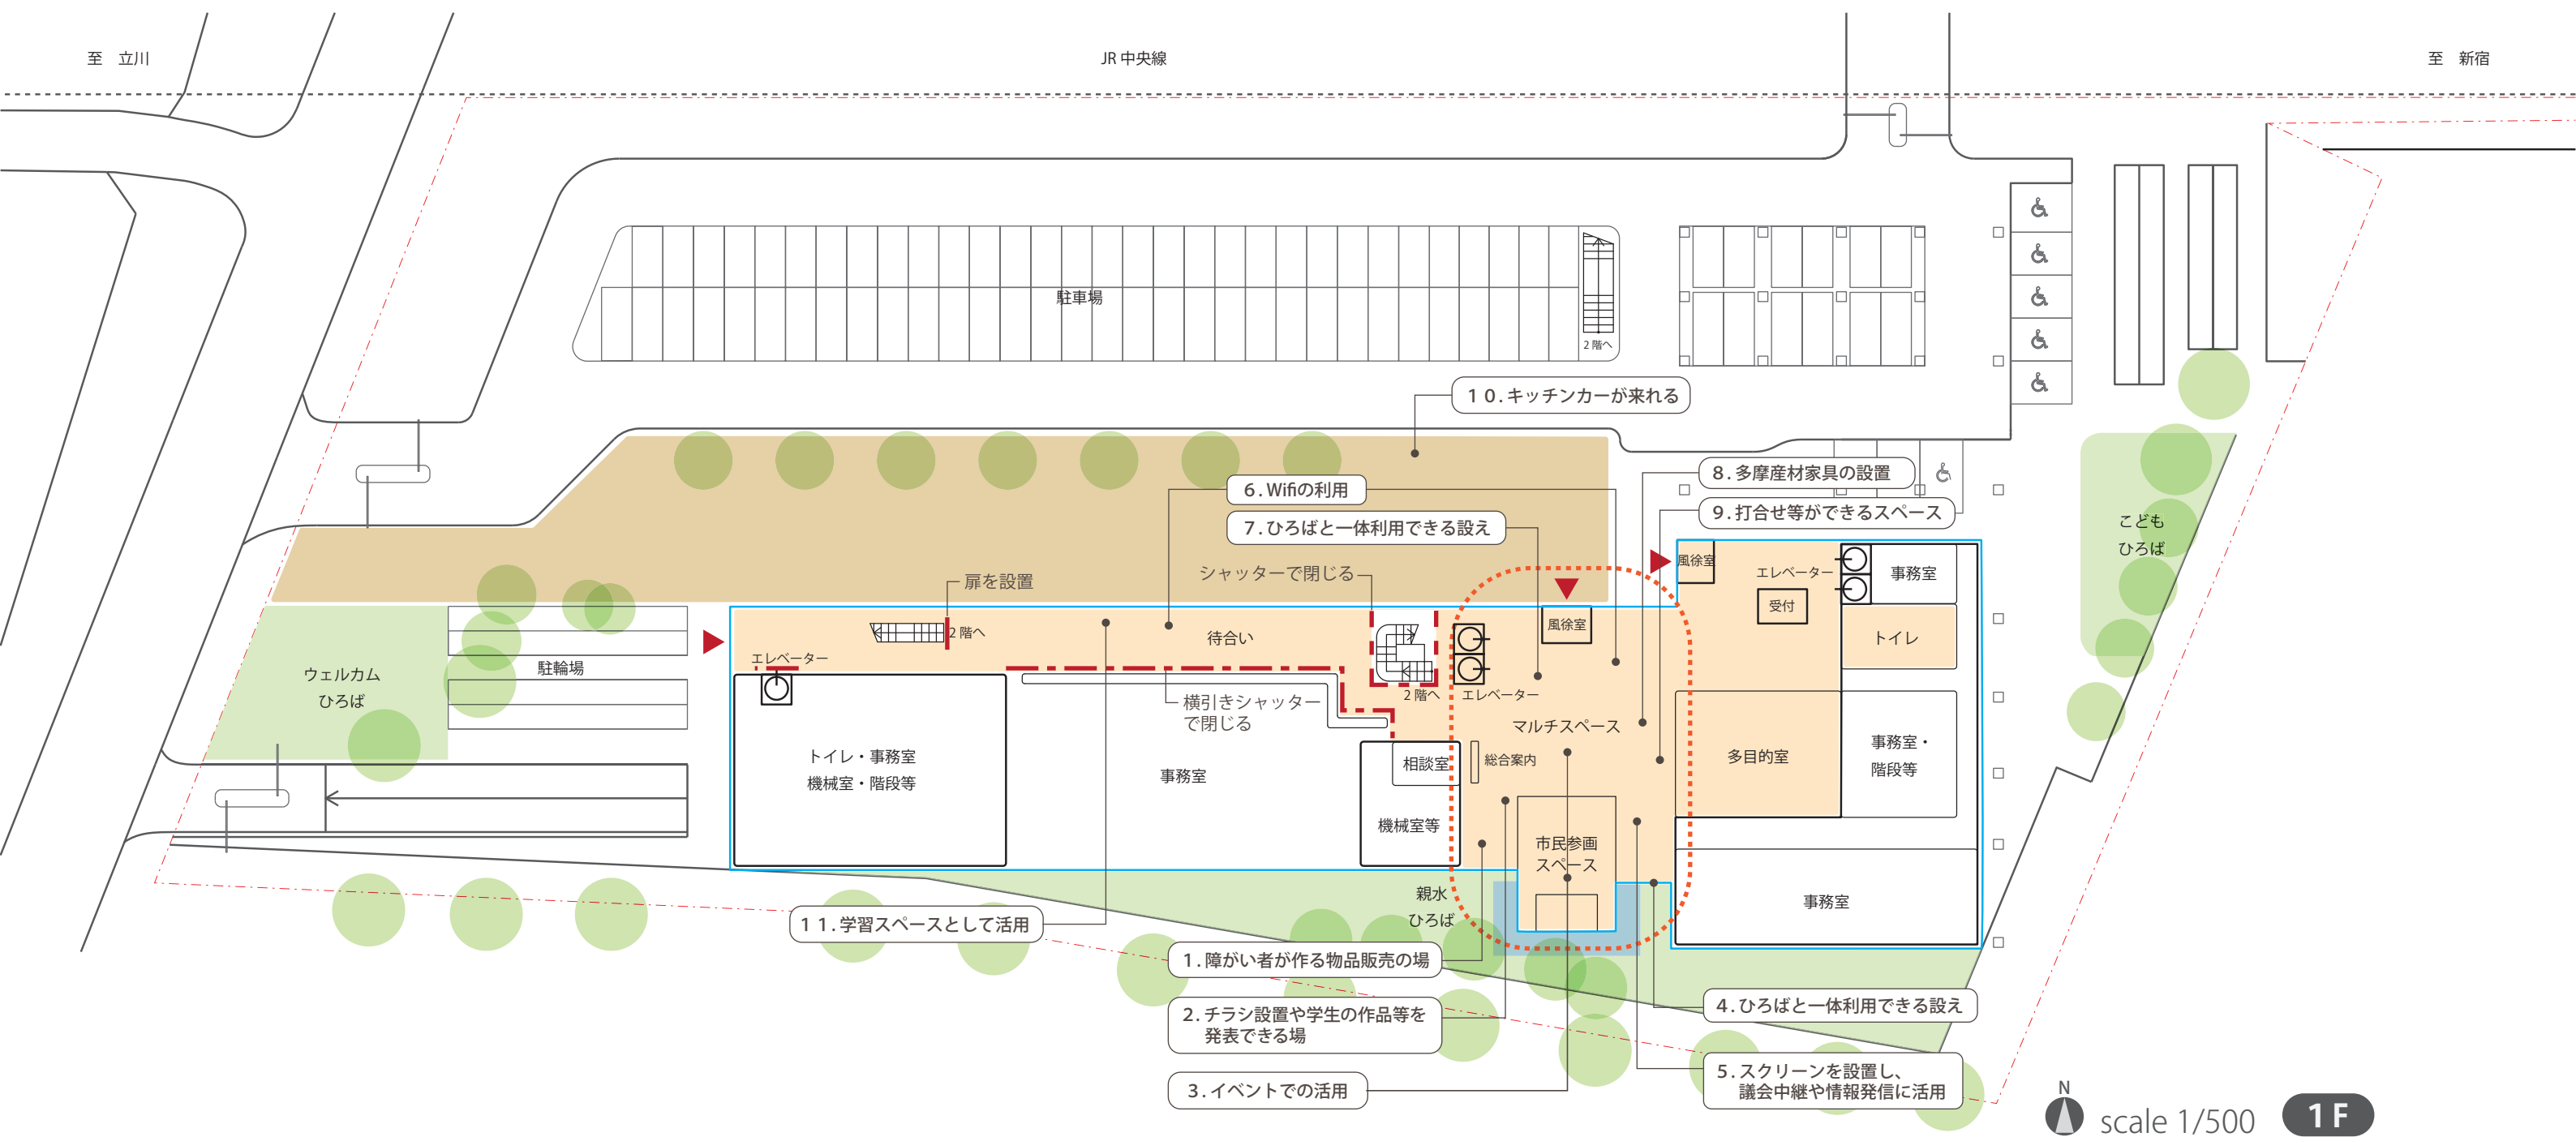 至　立川
JR 中央線
至　新宿
駐車場
2 階へ
１０.キッチンカーが来れる
６.Wifiの利用
７.ひろばと一体利用できる設え
８.多摩産材家具の設置
９.打合せ等ができるスペース
こども
ひろば
扉を設置
シャッターで閉じる
風徐室
エレベーター
事務室
受付
トイレ
風徐室
2 階へ
待合い
エレベーター
2 階へ
エレベーター
ウェルカム
ひろば
駐輪場
横引きシャッター
で閉じる
マルチスペース
トイレ・事務室
機械室・階段等
事務室
相談室
総合案内
多目的室
事務室・
階段等
機械室等
市民参画
スペース
親水
ひろば
事務室
１１.学習スペースとして活用
１.障がい者が作る物品販売の場
２.チラシ設置や学生の作品等を
発表できる場
３.イベントでの活用
４.ひろばと一体利用できる設え
５.スクリーンを設置し、
議会中継や情報発信に活用
N
scale 1/500
1 F